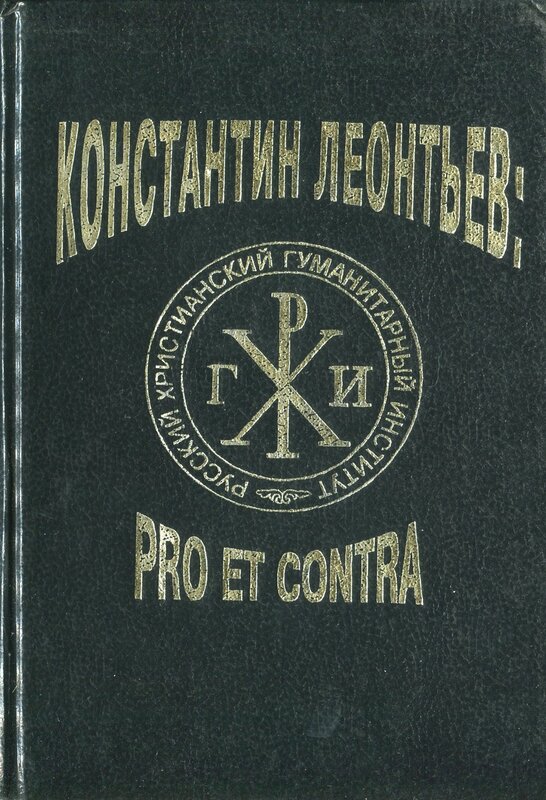 КОНСТАНТИН ЛЕОНТЬЕВ:
РУССКИЙ ХРИСТИАНСКИЙ ГУМАНИТАРНЫЙ ИНСТИТУТ
Р
Г Х И
PRO ET CONTRA